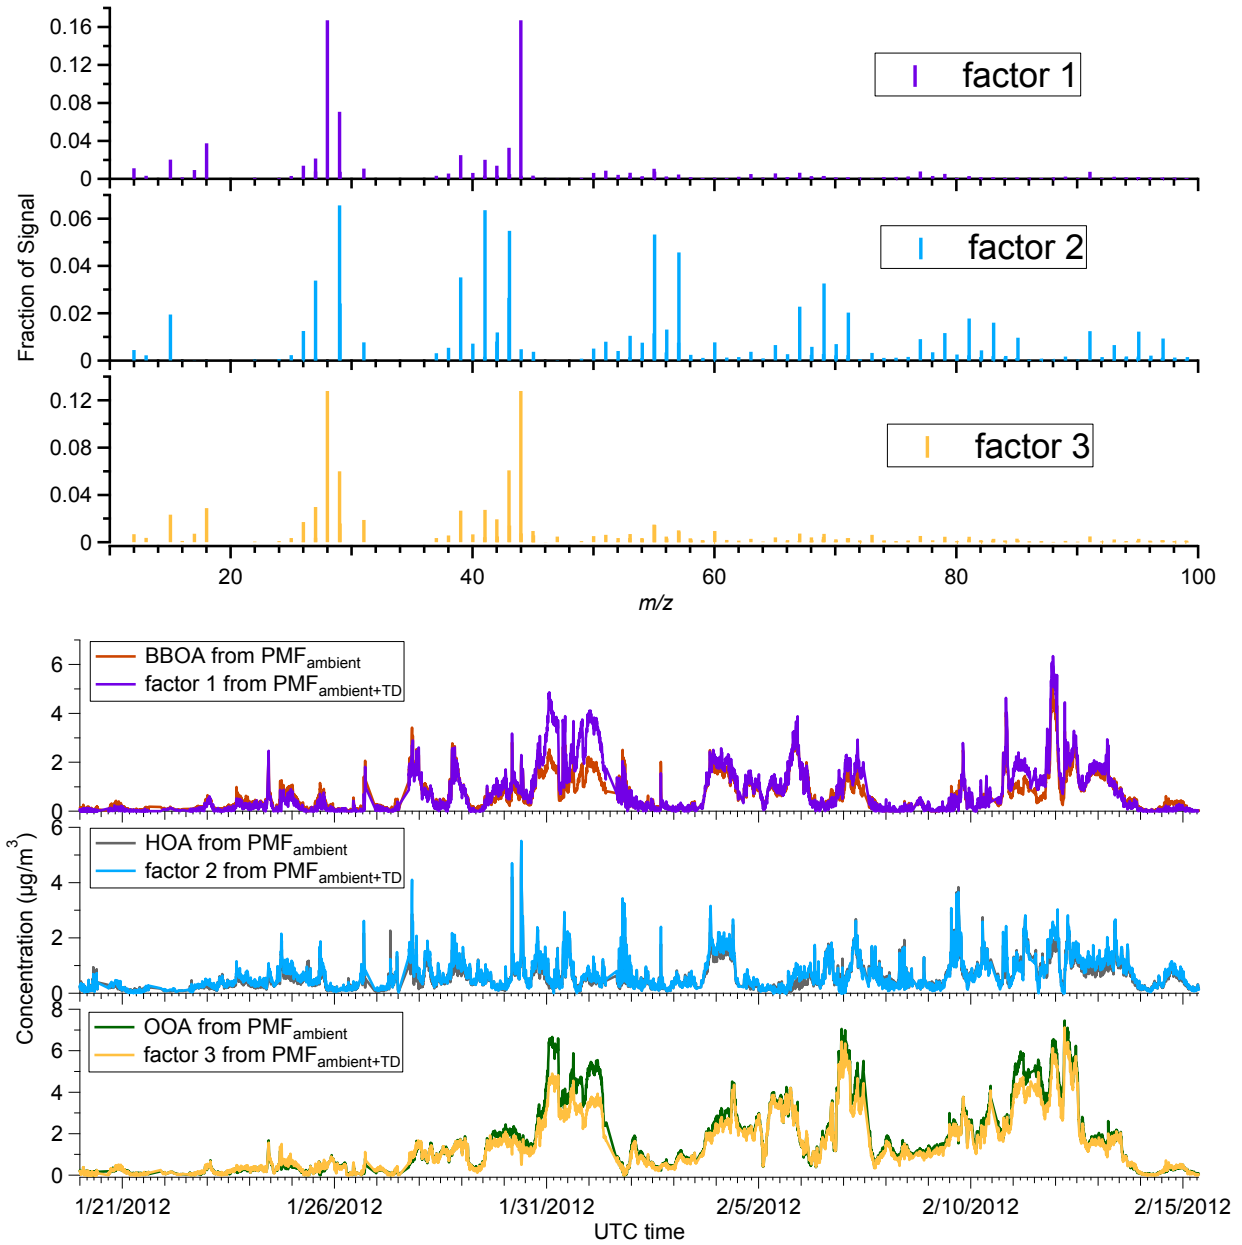 0.16
0.12
0.08
0.04
0
factor 1
0.06
0.04
0.02
0
factor 2
0.12
0.08
0.04
0
factor 3
Fraction of Signal
20 40 60 80 100
m/z
6
4
2
0
BBOA from PMFambient
factor 1 from PMFambient+TD
6
4
2
0
HOA from PMFambient
factor 2 from PMFambient+TD
8
6
4
2
0
OOA from PMFambient
factor 3 from PMFambient+TD
Concentration (µg/m³)
1/21/2012 1/26/2012 1/31/2012 2/5/2012 2/10/2012 2/15/2012
UTC time